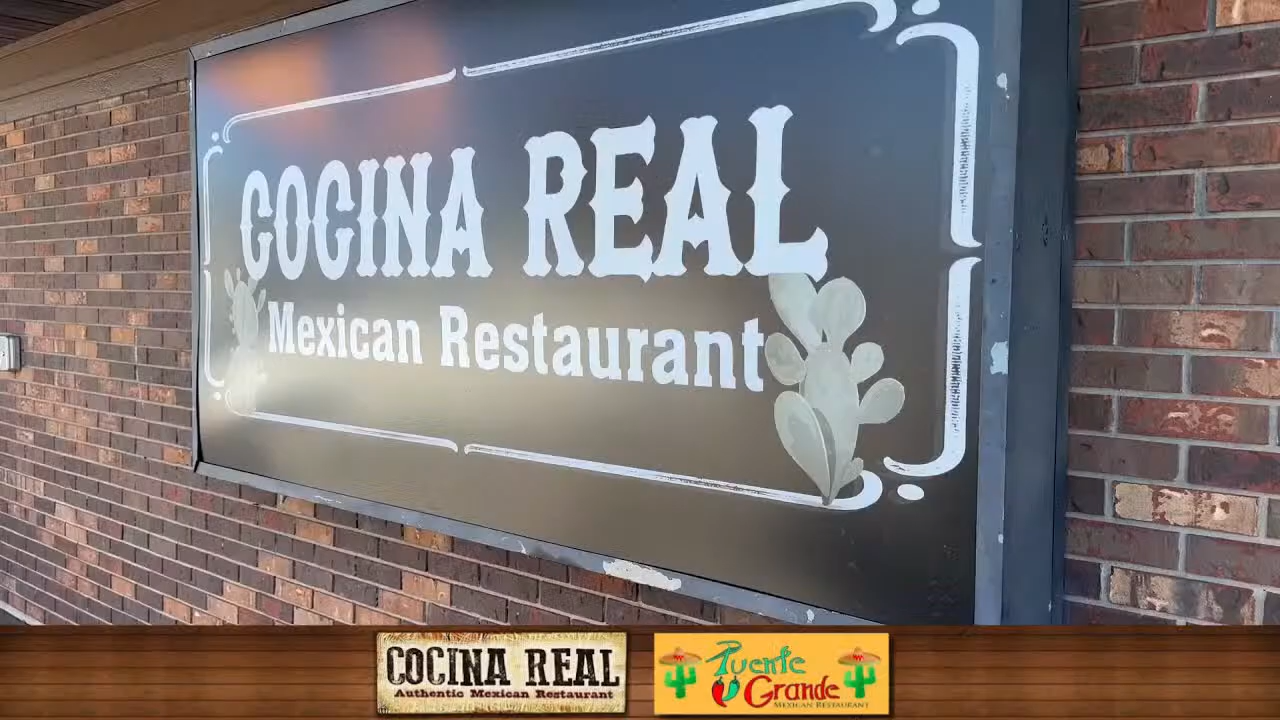 COCINA REAL
Mexican Restaurant
COCINA REAL
Authentic Mexican Restaurant
Puente
Grande
MEXICAN RESTAURANT